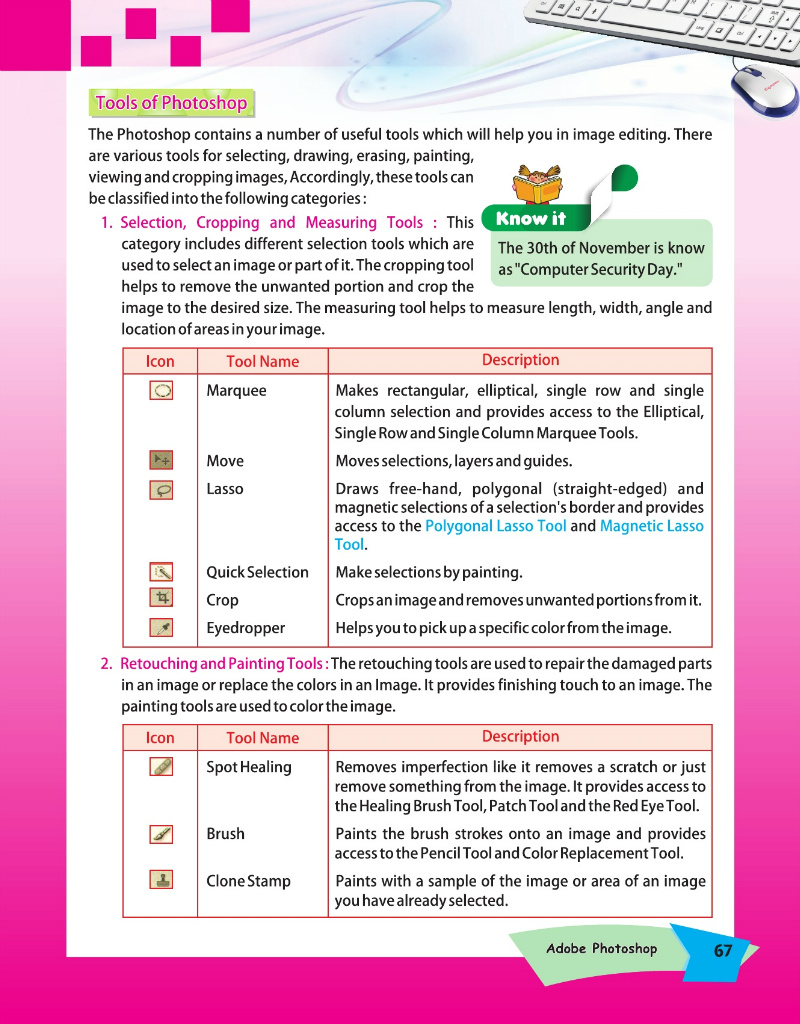 Tools of Photoshop
The Photoshop contains a number of useful tools which will help you in image editing. There
are various tools for selecting, drawing, erasing, painting,
viewing and cropping images, Accordingly, these tools can
be classified into the following categories :
Know it
The 30th of November is know
as "Computer Security Day."
1. Selection, Cropping and Measuring Tools : This
category includes different selection tools which are
used to select an image or part of it. The cropping tool
helps to remove the unwanted portion and crop the
image to the desired size. The measuring tool helps to measure length, width, angle and
location of areas in your image.
Icon Tool Name Description
Marquee Makes rectangular, elliptical, single row and single
column selection and provides access to the Elliptical,
Single Row and Single Column Marquee Tools.
Move Moves selections, layers and guides.
Lasso Draws free-hand, polygonal (straight-edged) and
magnetic selections of a selection's border and provides
access to the Polygonal Lasso Tool and Magnetic Lasso
Tool.
Quick Selection Make selections by painting.
Crop Crops an image and removes unwanted portions from it.
Eyedropper Helps you to pick up a specific color from the image.
2. Retouching and Painting Tools : The retouching tools are used to repair the damaged parts
in an image or replace the colors in an Image. It provides finishing touch to an image. The
painting tools are used to color the image.
Icon Tool Name Description
Spot Healing Removes imperfection like it removes a scratch or just
remove something from the image. It provides access to
the Healing Brush Tool, Patch Tool and the Red Eye Tool.
Brush Paints the brush strokes onto an image and provides
access to the Pencil Tool and Color Replacement Tool.
Clone Stamp Paints with a sample of the image or area of an image
you have already selected.
Adobe Photoshop 67